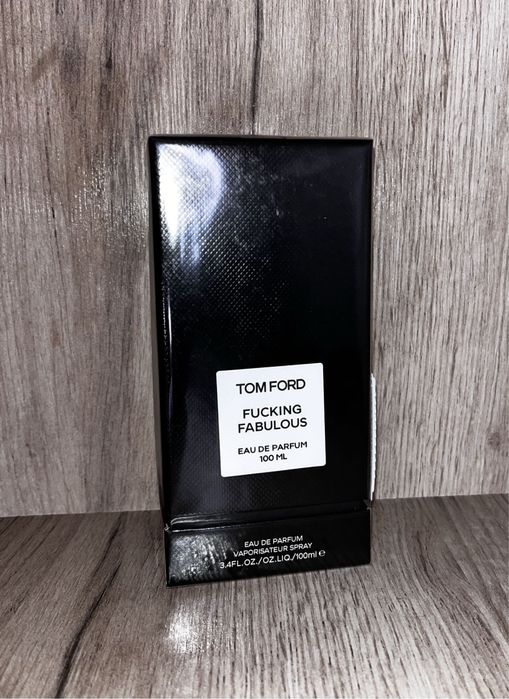 TOM FORD
FUCKING
FABULOUS
EAU DE PARFUM
100 ML
EAU DE PARFUM
VAPORISATEUR SPRAY
3.4FL.OZ./OZ.LIQ./100ml ℮